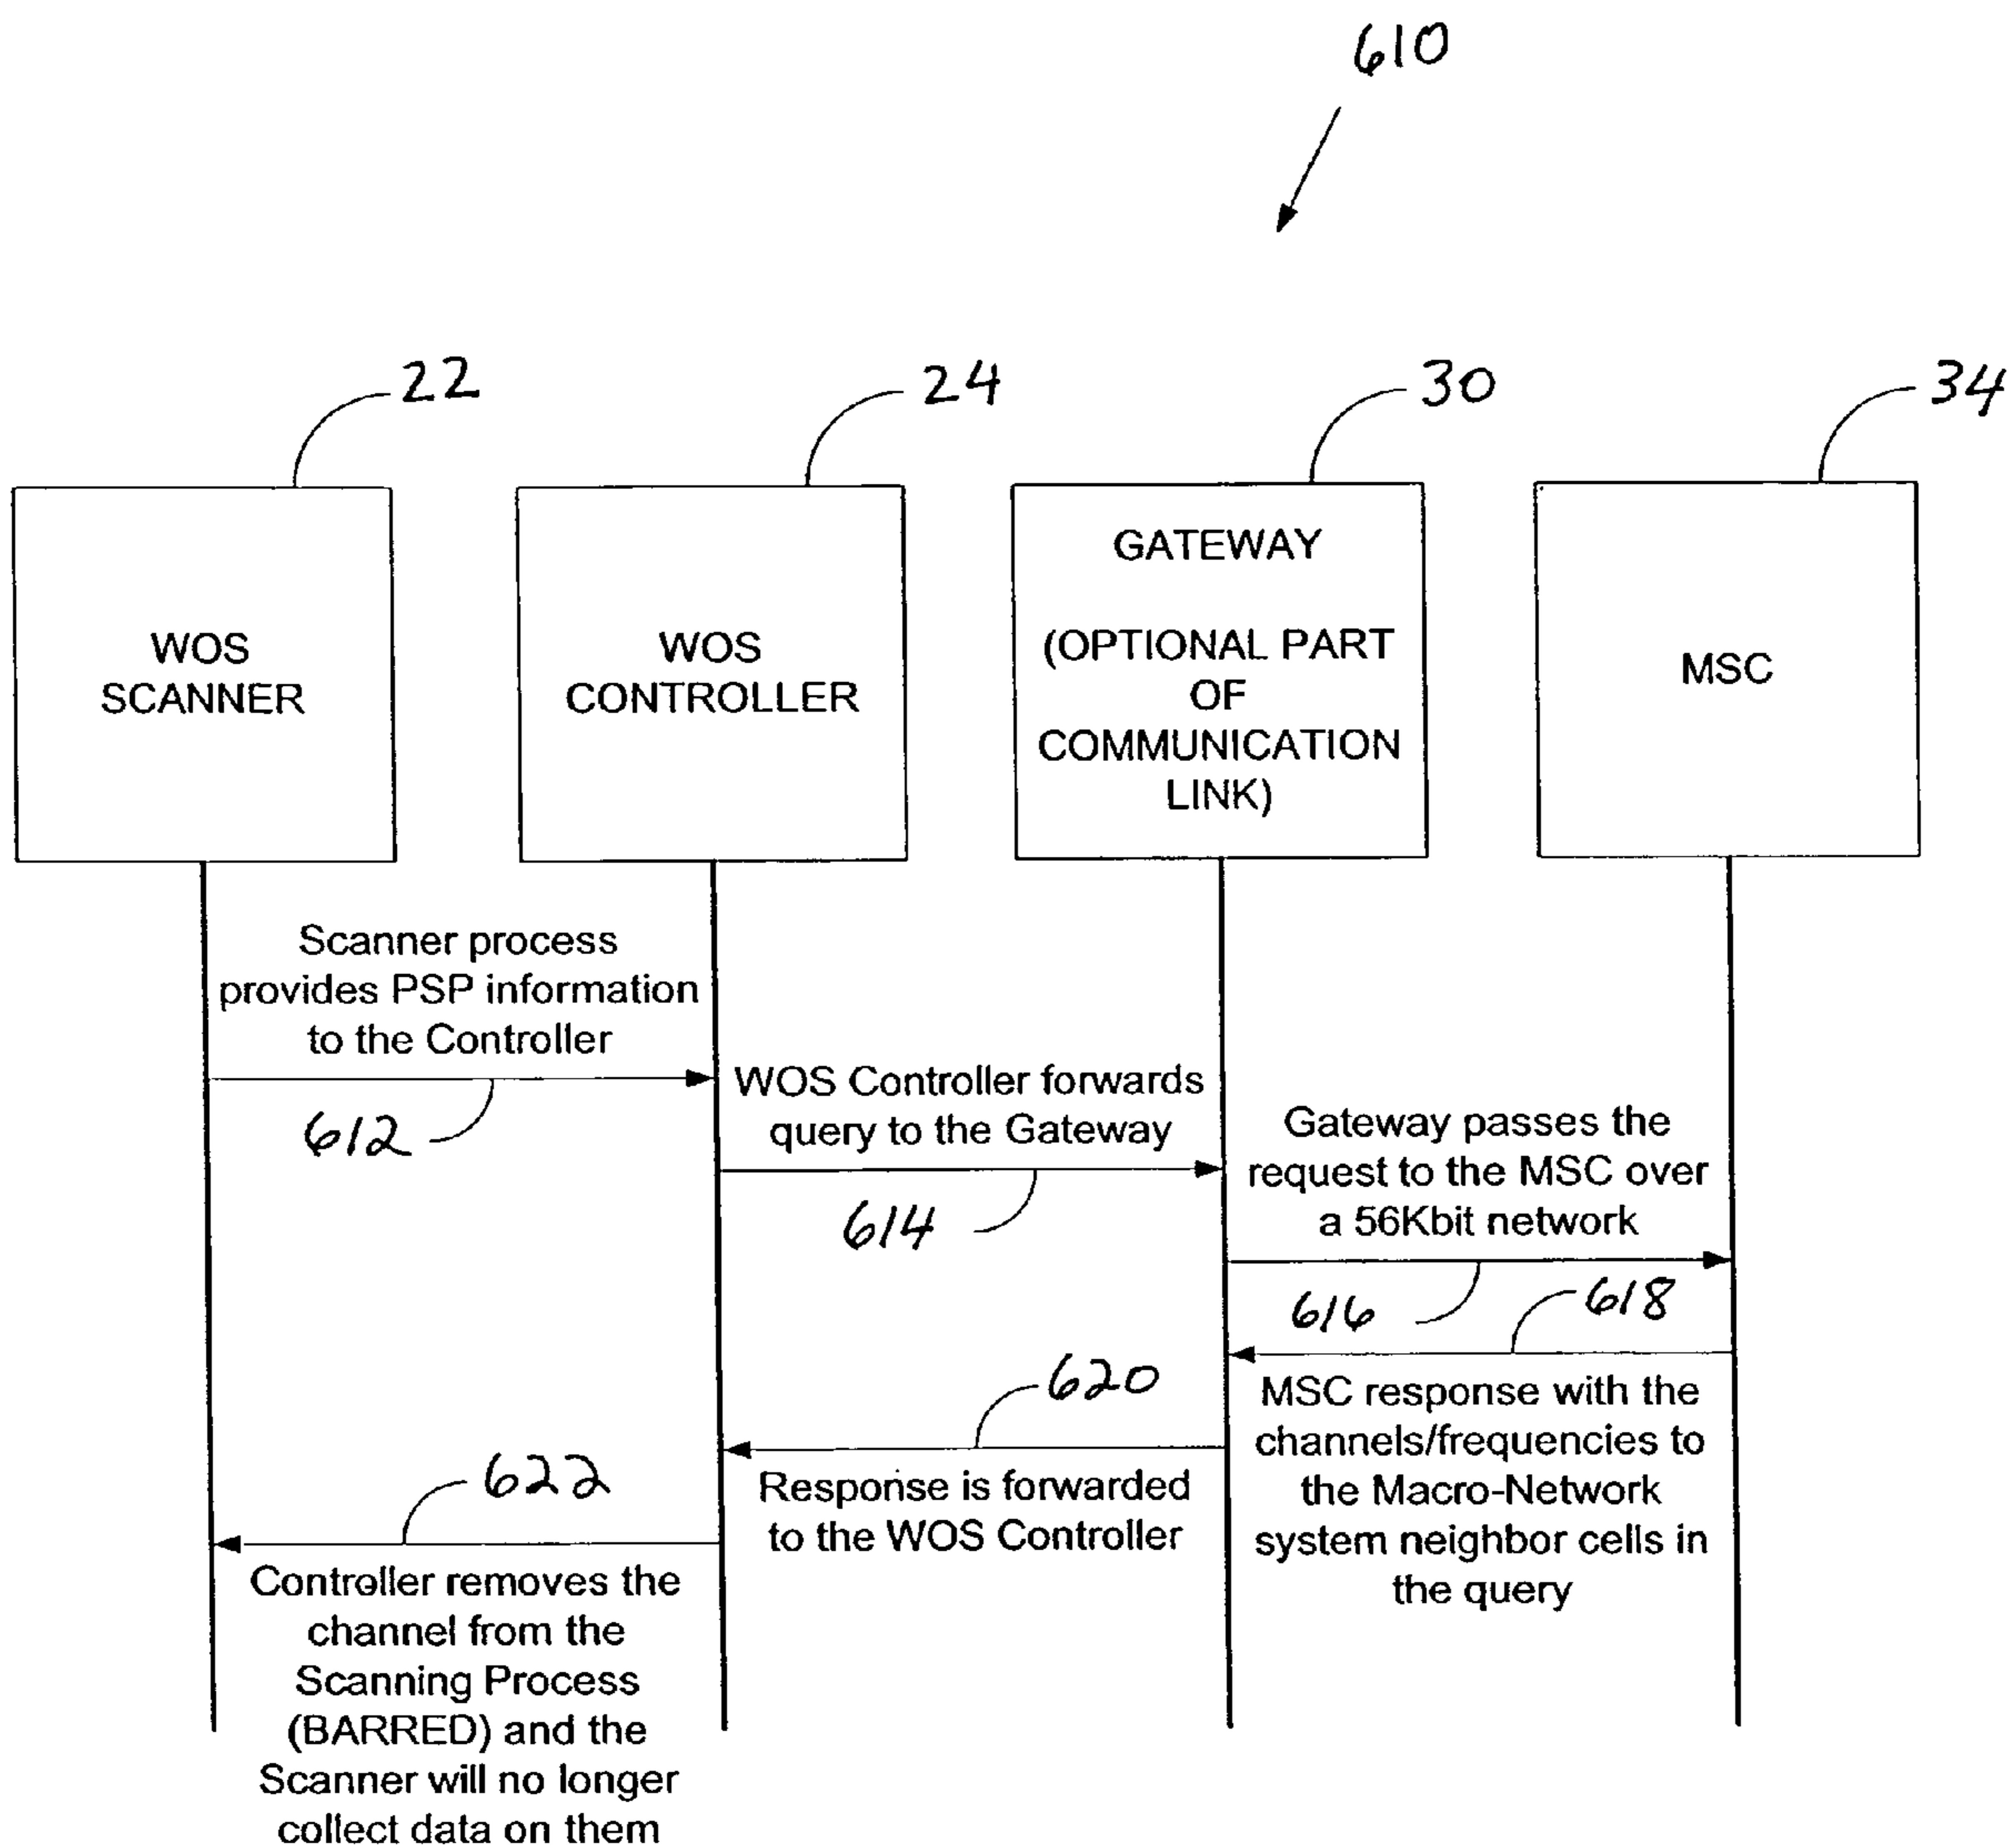 610
22
24
30
34
WOS
SCANNER
WOS
CONTROLLER
GATEWAY
(OPTIONAL PART
OF
COMMUNICATION
LINK)
MSC
Scanner process
provides PSP information
to the Controller
612
WOS Controller forwards
query to the Gateway
614
Gateway passes the
request to the MSC over
a 56Kbit network
616
618
MSC response with the
channels/frequencies to
the Macro-Network
system neighbor cells in
the query
620
Response is forwarded
to the WOS Controller
622
Controller removes the
channel from the
Scanning Process
(BARRED) and the
Scanner will no longer
collect data on them